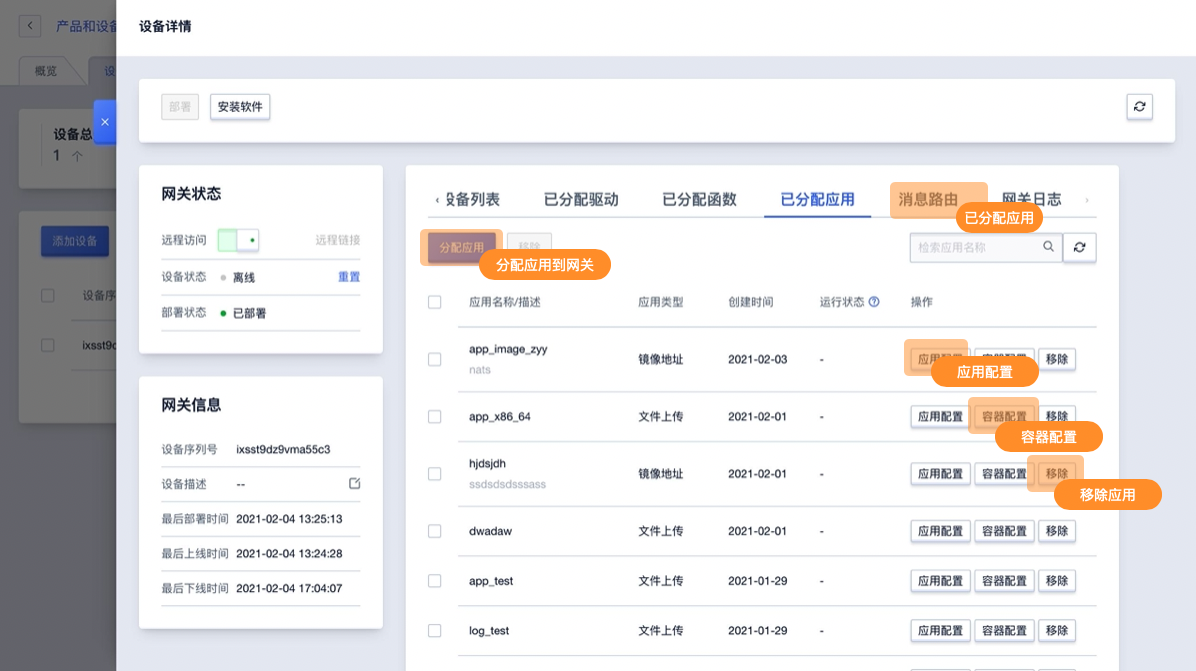 产品和设备
设备详情
概览
设
部署
安装软件
设备总
1 个
添加设备
设备序
ixsst9d
网关状态
远程访问
远程链接
设备状态
离线
重置
部署状态
已部署
网关信息
设备序列号
ixsst9dz9vma55c3
设备描述
--
最后部署时间
2021-02-04 13:25:13
最后上线时间
2021-02-04 13:24:28
最后下线时间
2021-02-04 17:04:07
设备列表
已分配驱动
已分配函数
已分配应用
消息路由
网关日志
已分配应用
分配应用
移除
分配应用到网关
检索应用名称
应用名称/描述
应用类型
创建时间
运行状态
操作
app_image_zyy
nats
镜像地址
2021-02-03
-
应用配置
容器配置
移除
应用配置
app_x86_64
文件上传
2021-02-01
-
应用配置
容器配置
移除
容器配置
hjdsjdh
ssdsdsdsssass
镜像地址
2021-02-01
-
应用配置
容器配置
移除
移除应用
dwadaw
文件上传
2021-02-01
-
应用配置
容器配置
移除
app_test
文件上传
2021-01-29
-
应用配置
容器配置
移除
log_test
文件上传
2021-01-29
-
应用配置
容器配置
移除